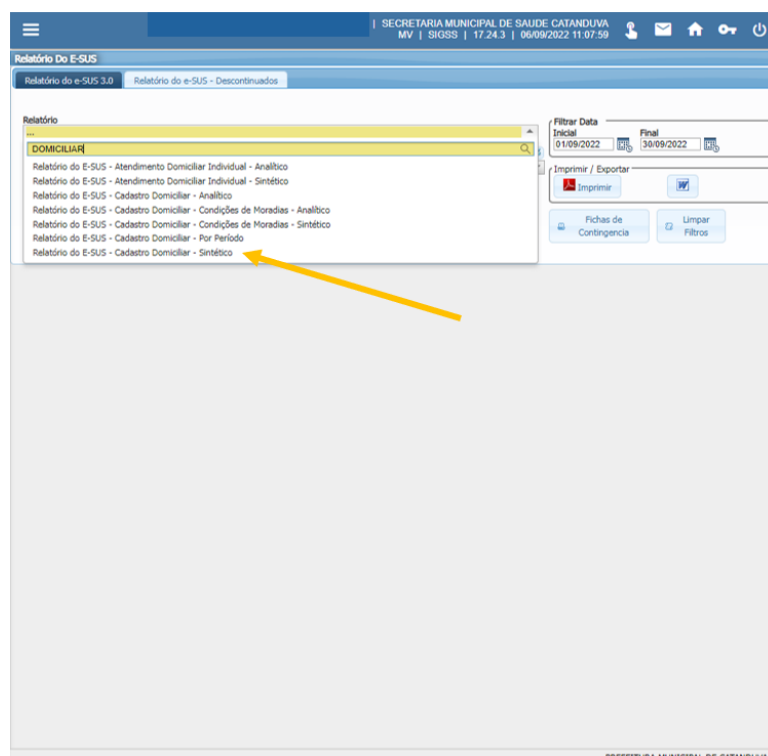 | SECRETARIA MUNICIPAL DE SAUDE CATANDUVA
MV | SIGSS | 17.24.3 | 06/09/2022 11:07:59
Relatório Do E-SUS
Relatório do e-SUS 3.0
Relatório do e-SUS - Descontinuados
Relatório
...
DOMICILIAR
Relatório do E-SUS - Atendimento Domiciliar Individual - Analítico
Relatório do E-SUS - Atendimento Domiciliar Individual - Sintético
Relatório do E-SUS - Cadastro Domiciliar - Analítico
Relatório do E-SUS - Cadastro Domiciliar - Condições de Moradias - Analítico
Relatório do E-SUS - Cadastro Domiciliar - Condições de Moradias - Sintético
Relatório do E-SUS - Cadastro Domiciliar - Por Período
Relatório do E-SUS - Cadastro Domiciliar - Sintético
Filtrar Data
Inicial Final
01/09/2022 30/09/2022
Imprimir / Exportar
Imprimir
Fichas de
Contingencia
Limpar
Filtros